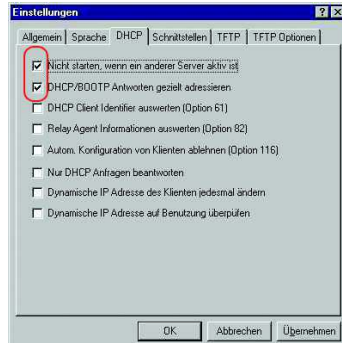 Einstellungen
Allgemein Sprache DHCP Schnittstellen TFTP TFTP Optionen
Nicht starten, wenn ein anderer Server aktiv ist
DHCP/BOOTP Antworten gezielt adressieren
DHCP Client Identifier auswerten (Option 61)
Relay Agent Informationen auswerten (Option 82)
Autom. Konfiguration von Klienten ablehnen (Option 116)
Nur DHCP Anfragen beantworten
Dynamische IP Adresse des Klienten jedesmal ändern
Dynamische IP Adresse auf Benutzung überpüfen
OK Abbrechen Übernehmen